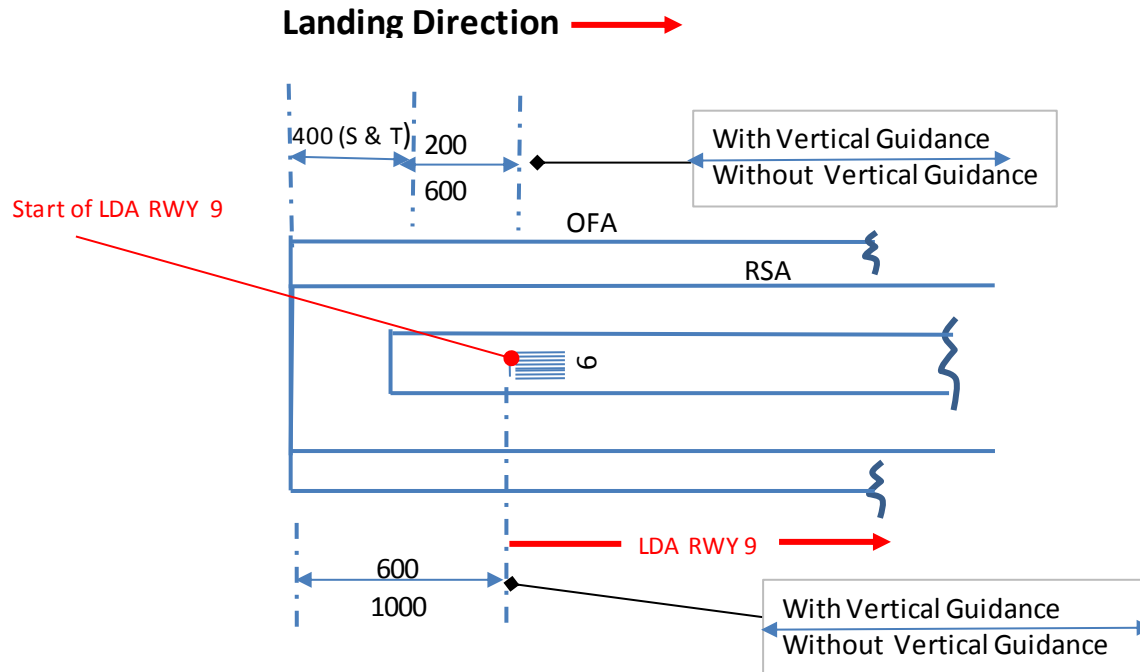 Landing Direction
400 (S & T)
200
600
With Vertical Guidance
Without Vertical Guidance
Start of LDA RWY 9
OFA
RSA
9
LDA RWY 9
600
1000
With Vertical Guidance
Without Vertical Guidance